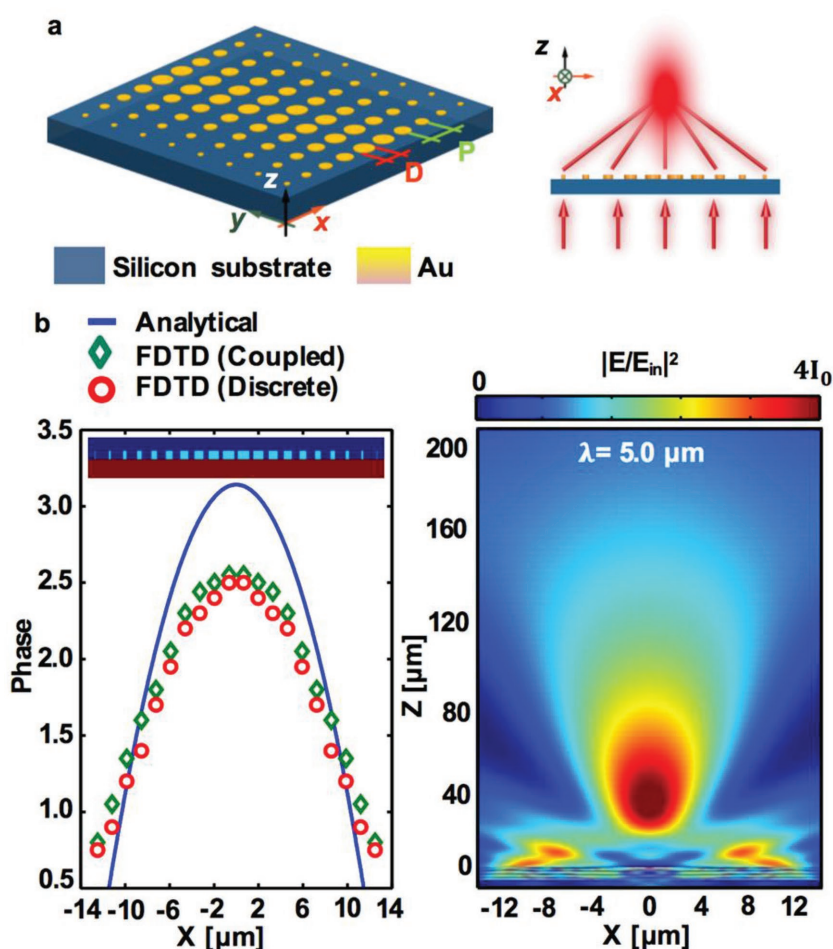 a
z
x
D
P
z
y
x
Silicon substrate
Au
b
Analytical
FDTD (Coupled)
FDTD (Discrete)
|E/E_in|²
0
4I₀
3.5
3.0
2.5
2.0
1.5
1.0
0.5
Phase
-14 -10 -6 -2 2 6 10 14
X [μm]
λ= 5.0 μm
200
160
120
80
40
0
Z [μm]
-12 -8 -4 0 4 8 12
X [μm]